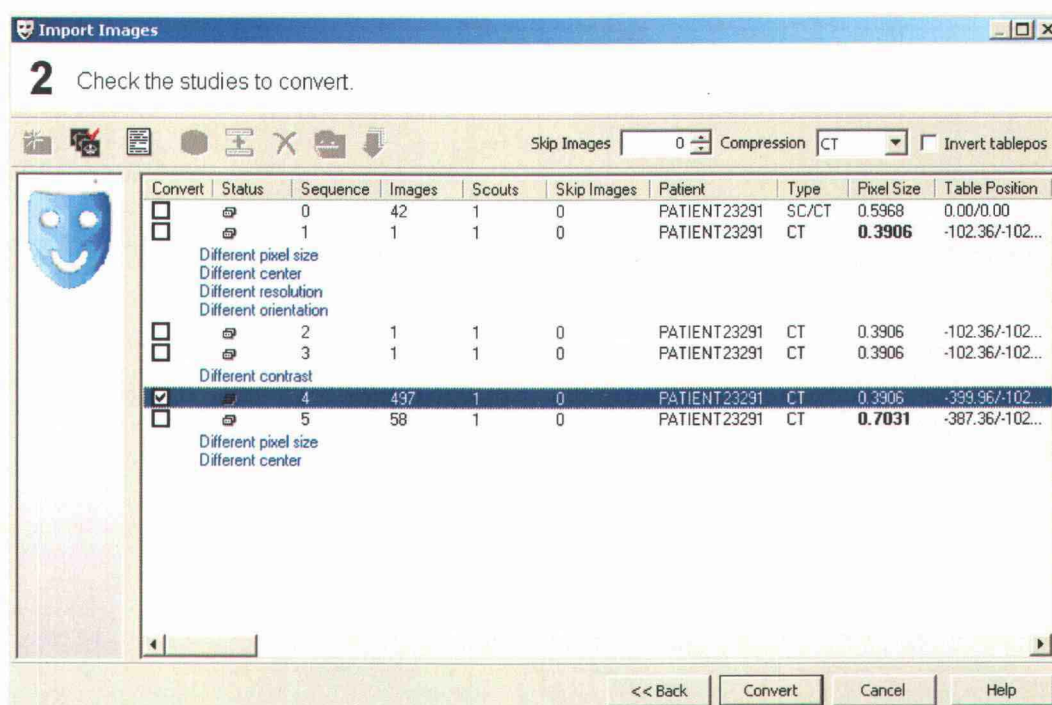 Import Images
2 Check the studies to convert.
Skip Images 0 Compression CT Invert tablepos
Convert Status Sequence Images Scouts Skip Images Patient Type Pixel Size Table Position
0 42 1 0 PATIENT23291 SC/CT 0.5968 0.00/0.00
1 1 1 0 PATIENT23291 CT 0.3906 -102.36/-102...
Different pixel size
Different center
Different resolution
Different orientation
2 1 1 0 PATIENT23291 CT 0.3906 -102.36/-102...
3 1 1 0 PATIENT23291 CT 0.3906 -102.36/-102...
Different contrast
4 497 1 0 PATIENT23291 CT 0.3906 -399.96/-102...
5 58 1 0 PATIENT23291 CT 0.7031 -387.36/-102...
Different pixel size
Different center
<< Back Convert Cancel Help